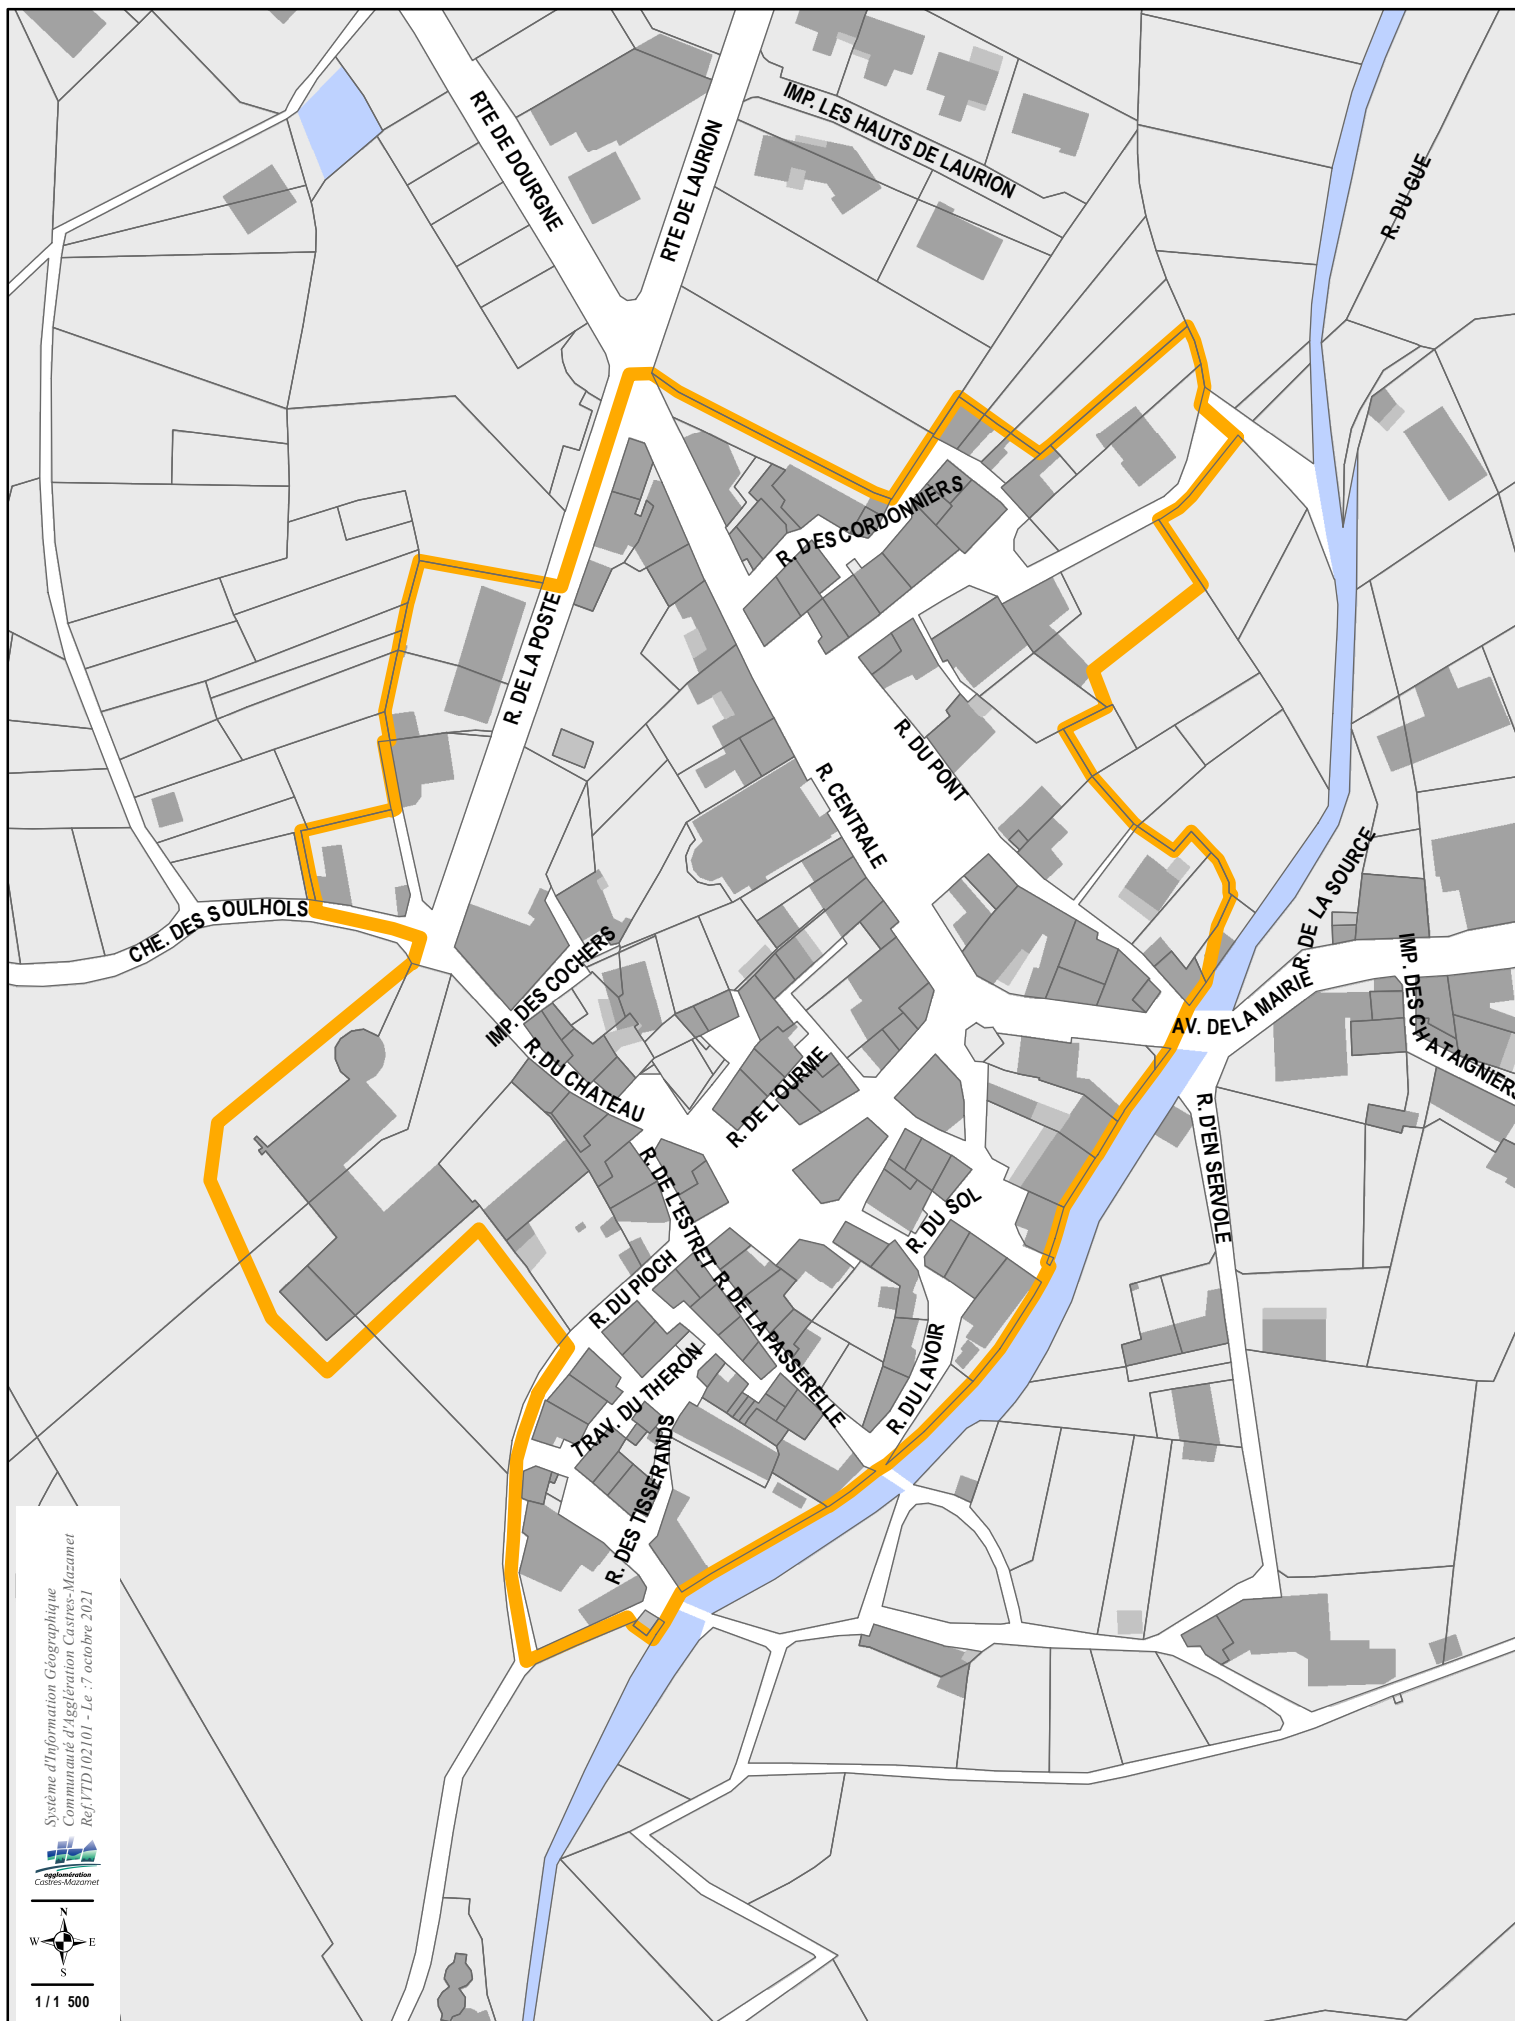 RTE DE DOURGNE
RTE DE LAURION
IMP. LES HAUTS DE LAURION
R. DU GUE
R. DES CORDONNIERS
R. DE LA POSTE
R. DU PONT
R. CENTRALE
CHE. DES SOULHOLS
IMP. DES COCHERS
R. DE LA SOURCE
AV. DE LA MAIRIE
IMP. DES CHATAIGNIERS
R. DU CHATEAU
R. DE L'OURME
R. D'EN SERVOLE
R. DE L'ESTRET
R. DU SOL
R. DU PIOCH
R. DE LA PASSERELLE
R. DU LAVOIR
TRAV. DU THERON
R. DES TISSERANDS
Système d'Information Géographique
Communauté d'Agglération Castres-Mazamet
Ref.VTD102101 - Le : 7 octobre 2021
agglomération
Castres-Mazamet
N
W E
S
1 / 1 500